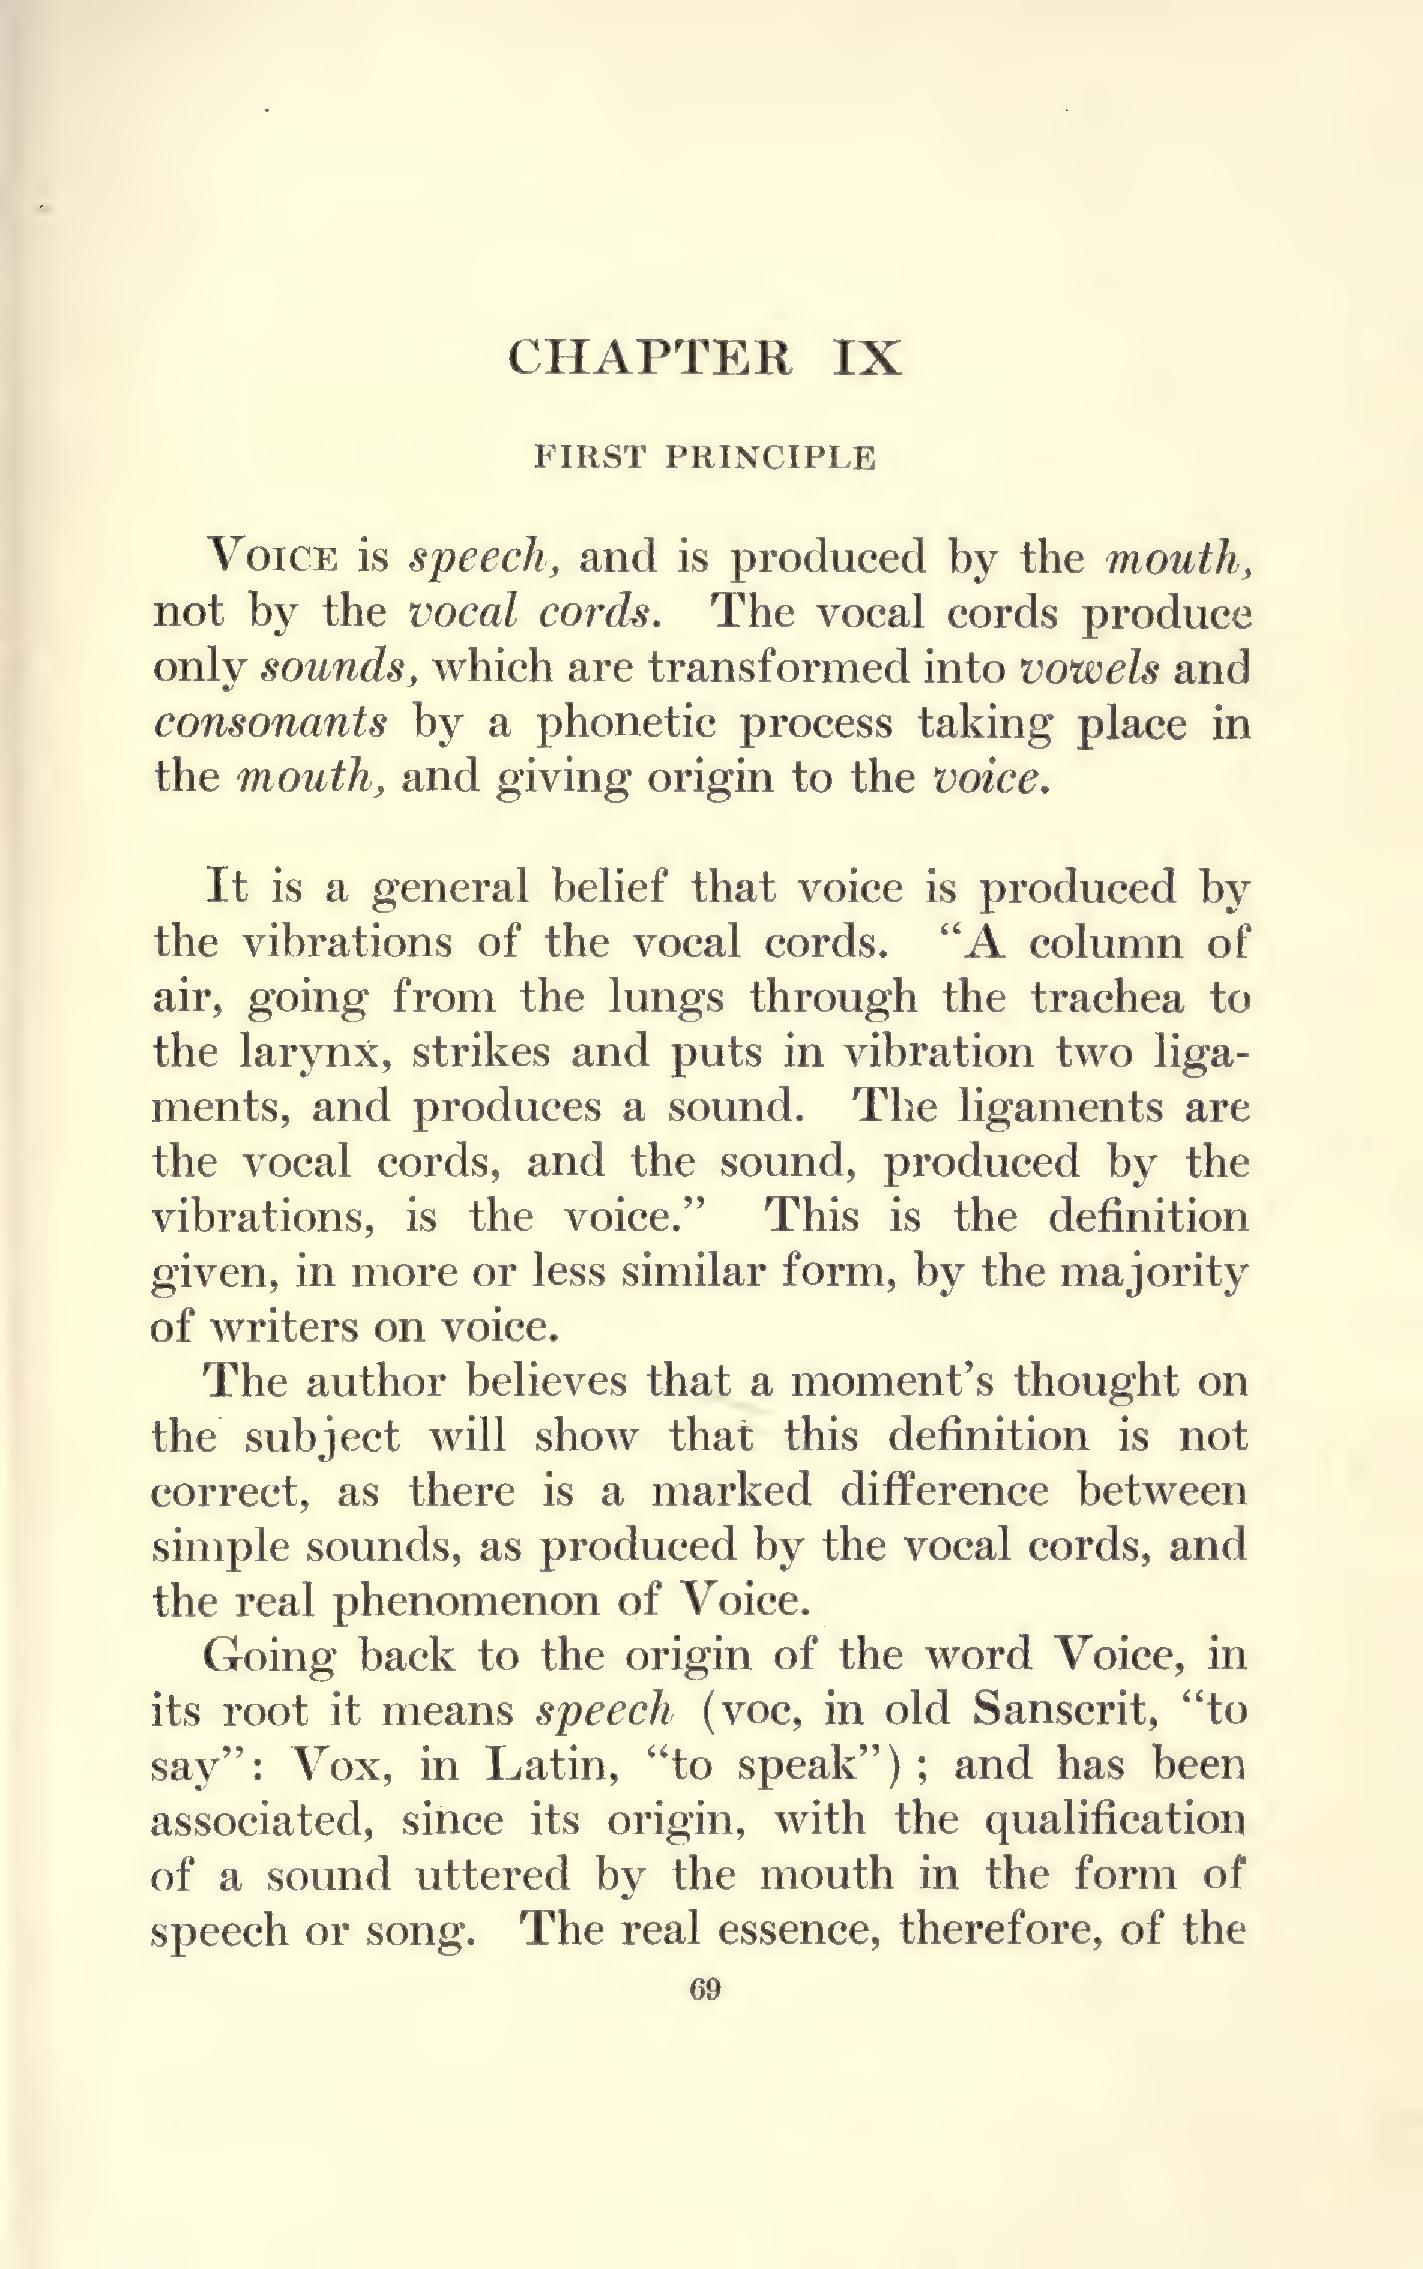 CHAPTER IX
FIRST PRINCIPLE
VOICE is speech, and is produced by the mouth,
not by the vocal cords. The vocal cords produce
only sounds, which are transformed into vowels and
consonants by a phonetic process taking place in
the mouth, and giving origin to the voice.
It is a general belief that voice is produced by
the vibrations of the vocal cords. “A column of
air, going from the lungs through the trachea to
the larynx, strikes and puts in vibration two liga-
ments, and produces a sound. The ligaments are
the vocal cords, and the sound, produced by the
vibrations, is the voice.” This is the definition
given, in more or less similar form, by the majority
of writers on voice.
The author believes that a moment’s thought on
the subject will show that this definition is not
correct, as there is a marked difference between
simple sounds, as produced by the vocal cords, and
the real phenomenon of Voice.
Going back to the origin of the word Voice, in
its root it means speech (voc, in old Sanscrit, “to
say”: Vox, in Latin, “to speak”) ; and has been
associated, since its origin, with the qualification
of a sound uttered by the mouth in the form of
speech or song. The real essence, therefore, of the
69